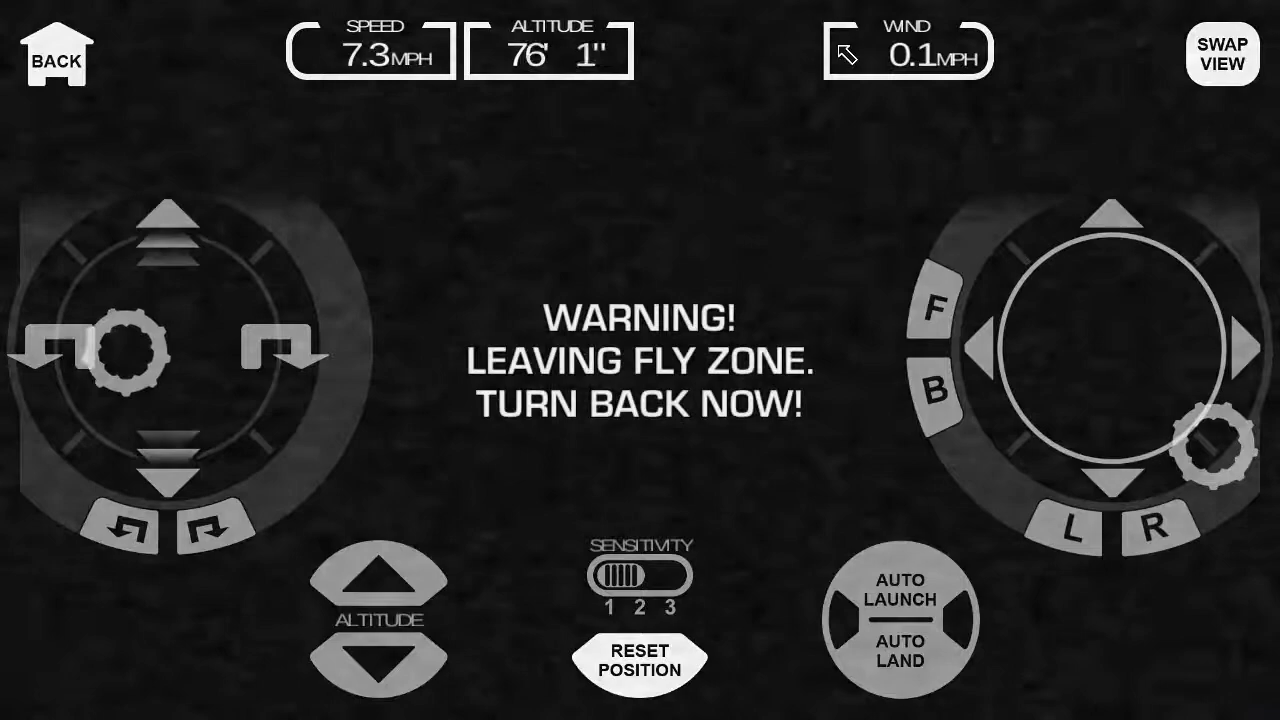 BACK
SPEED
7.3MPH
ALTITUDE
76' 1"
WIND
0.1MPH
SWAP
VIEW
WARNING!
LEAVING FLY ZONE.
TURN BACK NOW!
F
B
L
R
ALTITUDE
SENSITIVITY
1 2 3
RESET
POSITION
AUTO
LAUNCH
AUTO
LAND